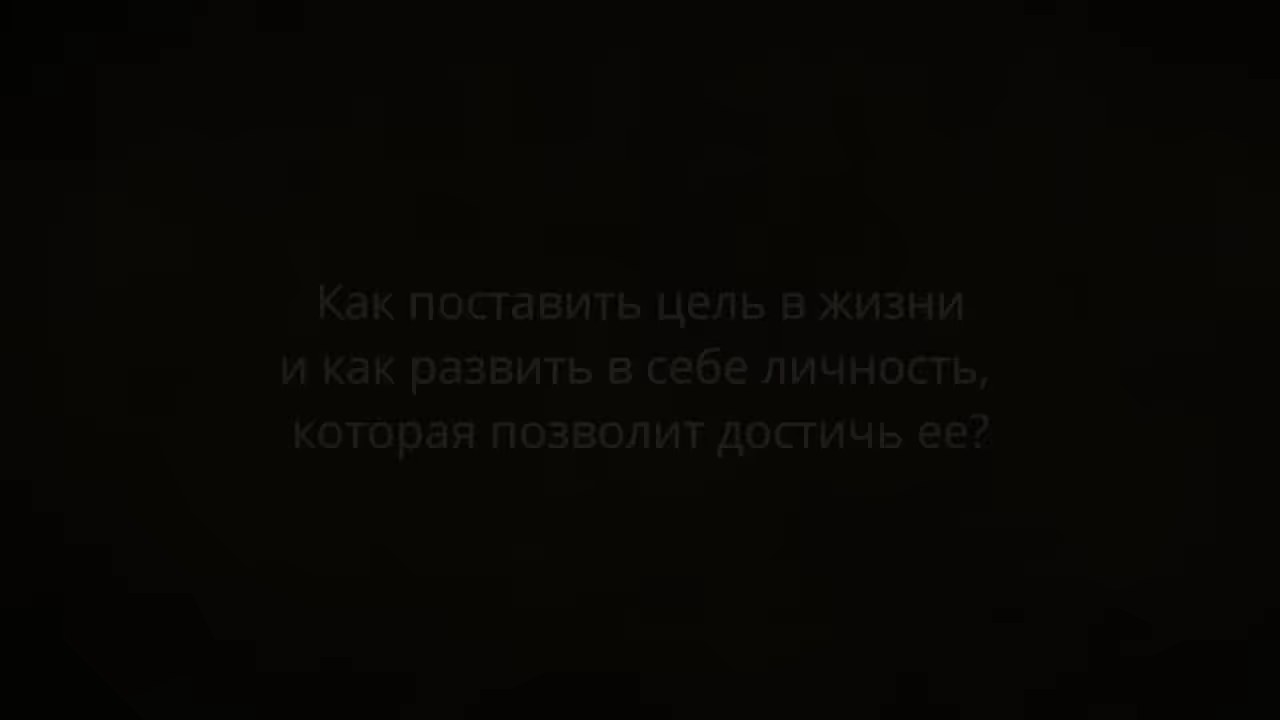 Как поставить цель в жизни
и как развить в себе личность,
которая позволит достичь ее?